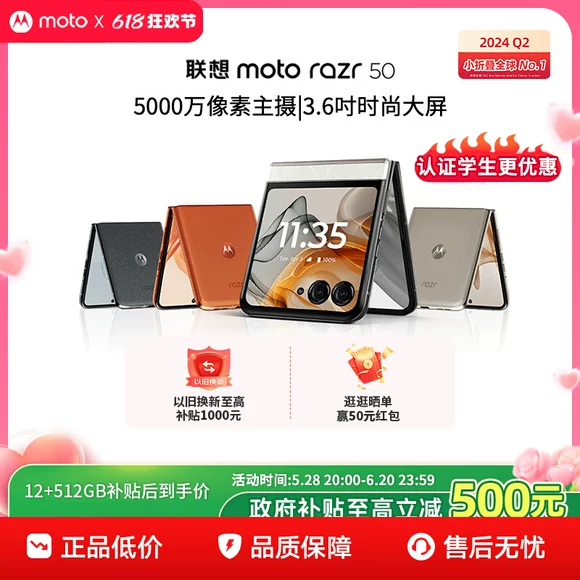 moto X 618狂欢节
2024 Q2
小折叠全球 No.1
联想 moto razr 50
5000万像素主摄|3.6吋时尚大屏
认证学生更优惠
11:35
100%
razr
razr
以旧换新
以旧换新至高
补贴1000元
逛逛晒单
赢50元红包
活动时间:5.28 20:00-6.20 23:59
12+512GB补贴后到手价
政府补贴至高立减500元
正品低价
品质保障
售后无忧